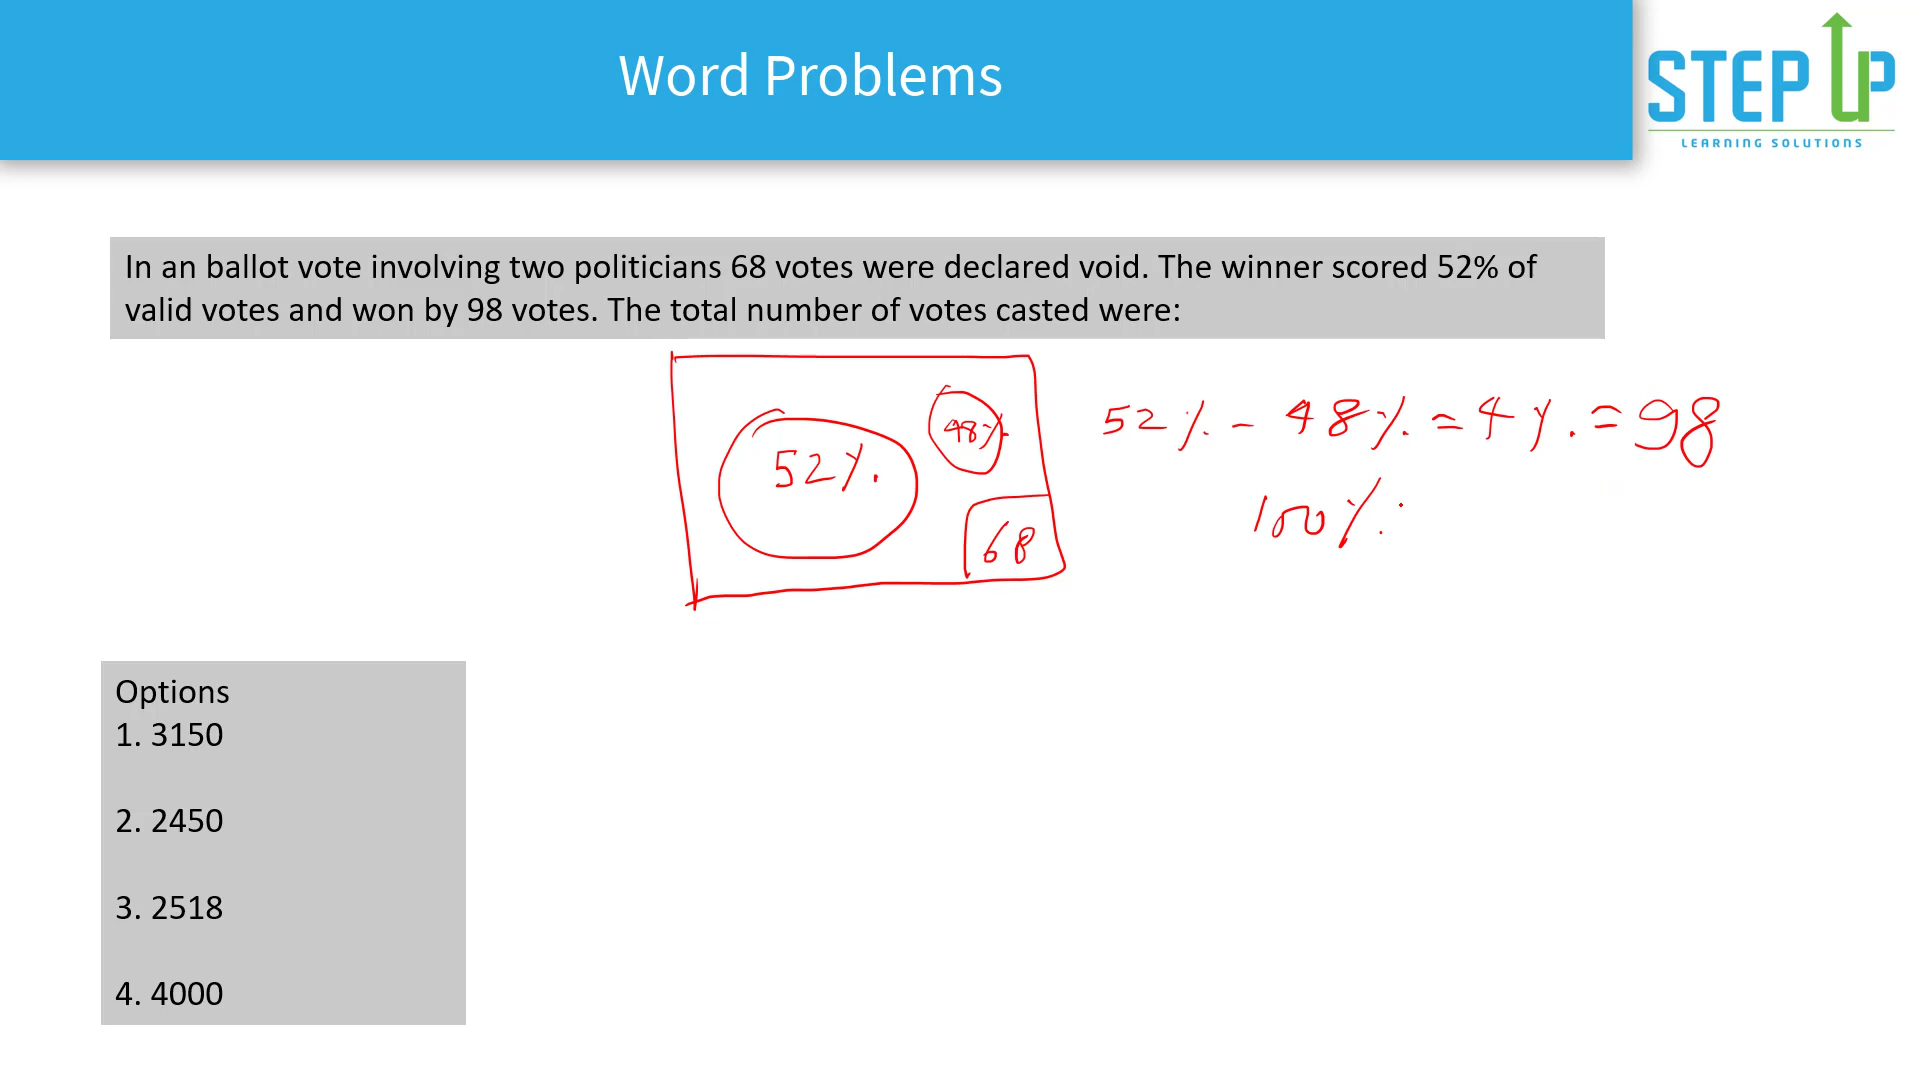 Word Problems
STEP UP
LEARNING SOLUTIONS
In an ballot vote involving two politicians 68 votes were declared void. The winner scored 52% of
valid votes and won by 98 votes. The total number of votes casted were:
52%
48%
68
52% - 48% = 4% = 98
100%
Options
1. 3150
2. 2450
3. 2518
4. 4000